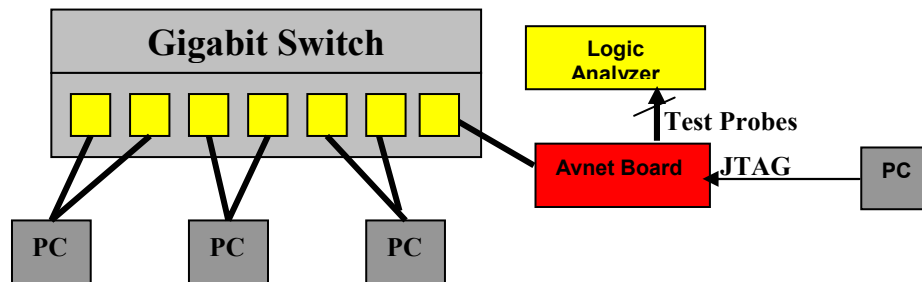 Gigabit Switch
Logic
Analyzer
Test Probes
Avnet Board
JTAG
PC
PC
PC
PC